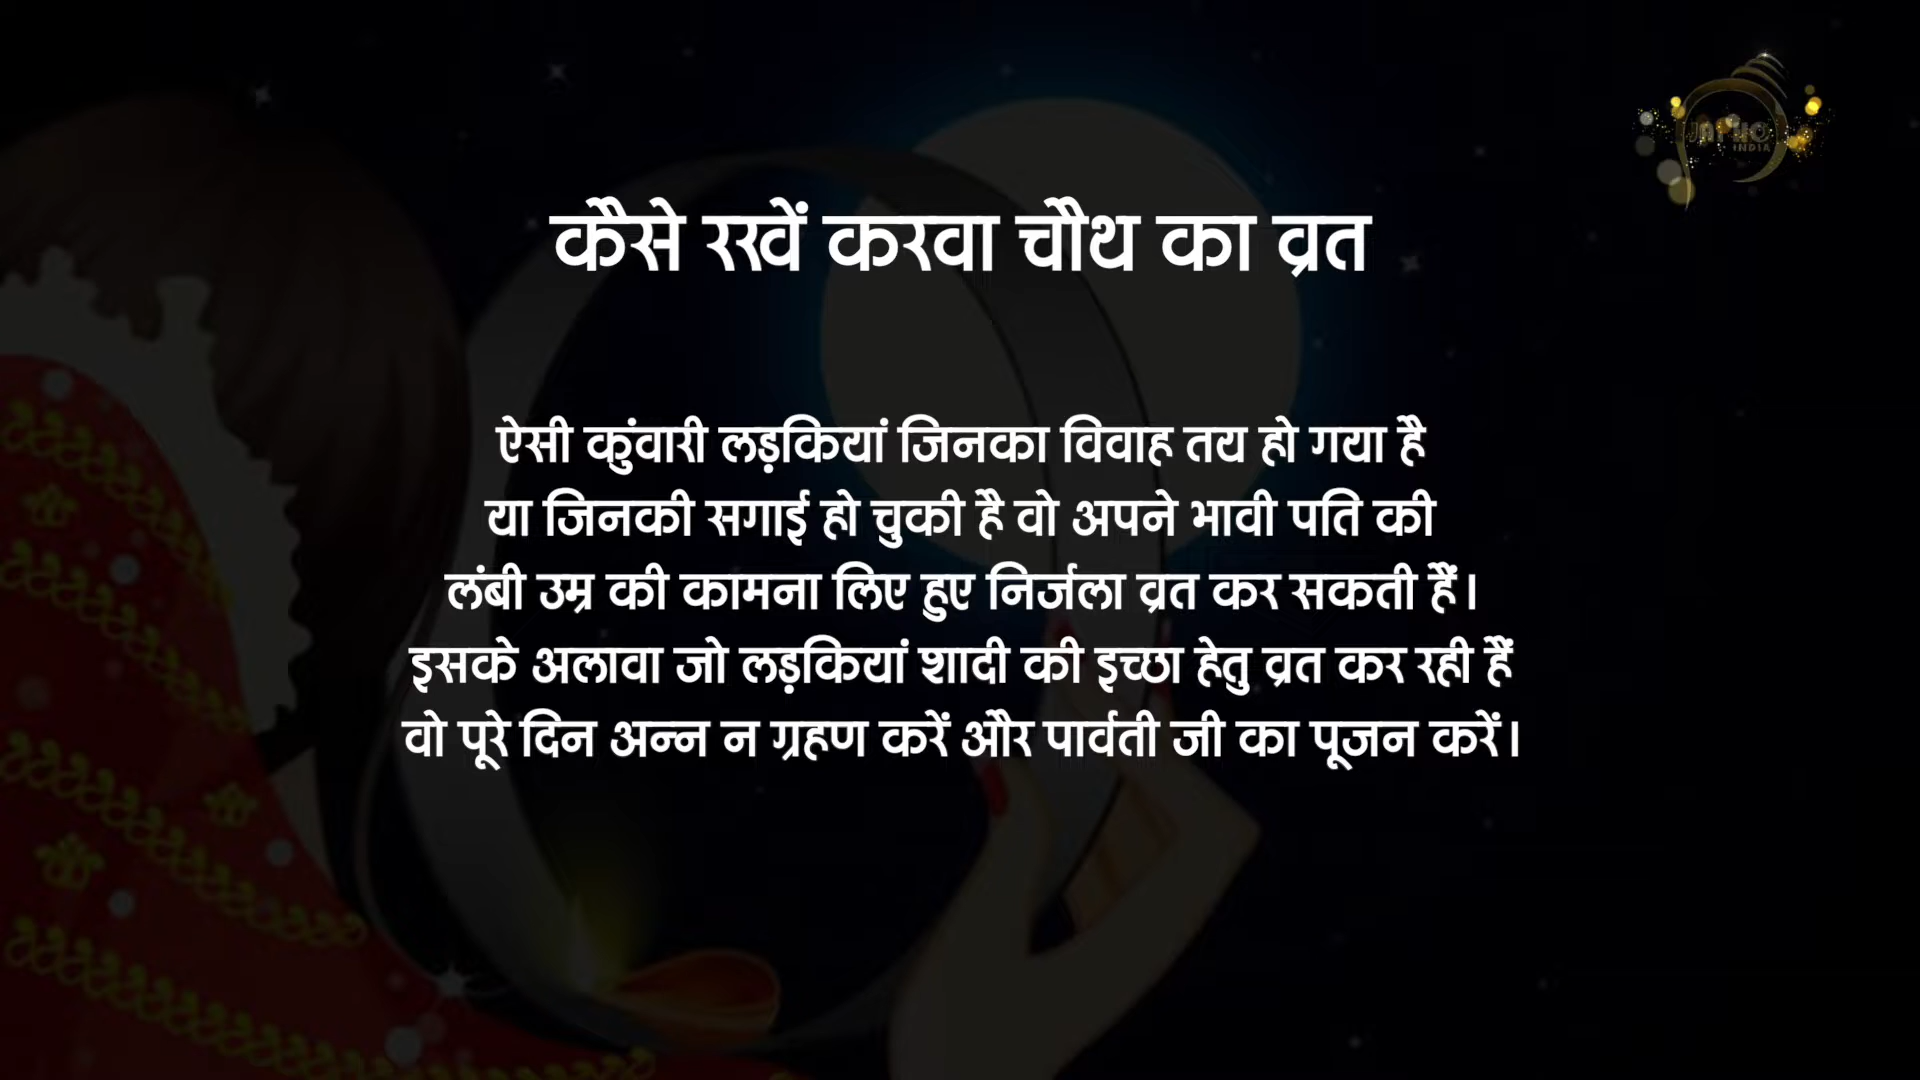 कैसे रखें करवा चौथ का व्रत
ऐसी कुंवारी लड़कियां जिनका विवाह तय हो गया है
या जिनकी सगाई हो चुकी है वो अपने भावी पति की
लंबी उम्र की कामना लिए हुए निर्जला व्रत कर सकती हैं।
इसके अलावा जो लड़कियां शादी की इच्छा हेतु व्रत कर रही हैं
वो पूरे दिन अन्न न ग्रहण करें और पार्वती जी का पूजन करें।
INDIA